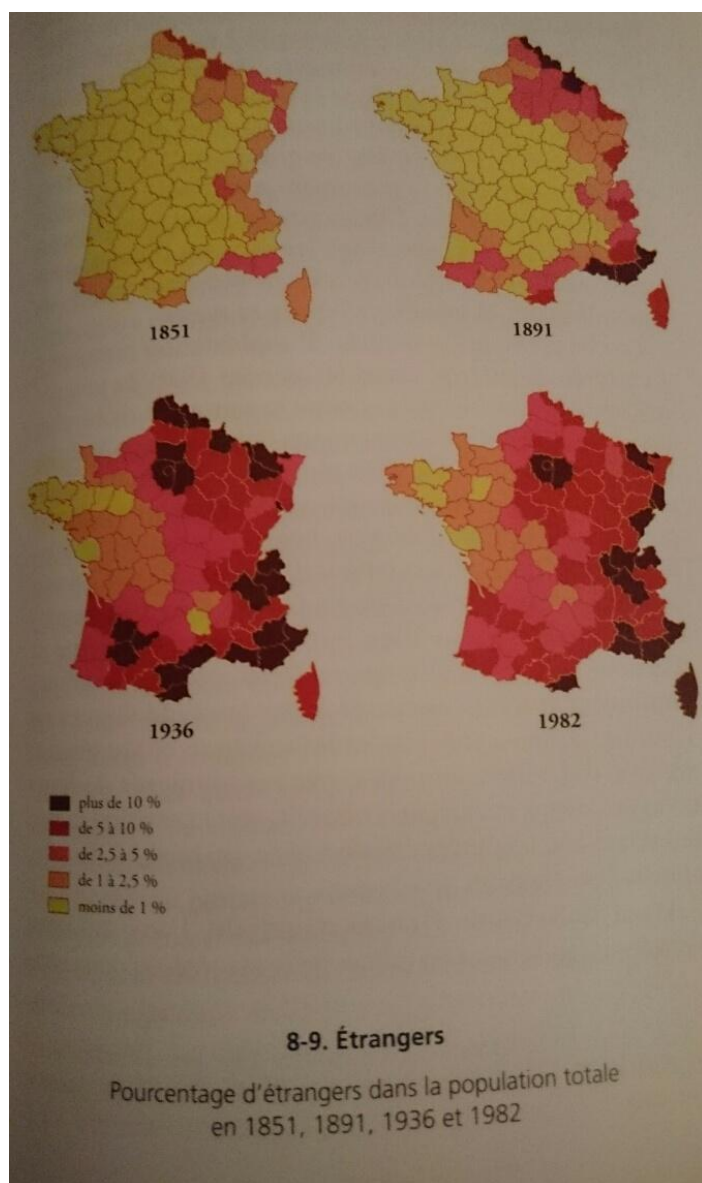 1851
1891
1936
1982
plus de 10 %
de 5 à 10 %
de 2,5 à 5 %
de 1 à 2,5 %
moins de 1 %
8-9. Étrangers
Pourcentage d'étrangers dans la population totale
en 1851, 1891, 1936 et 1982